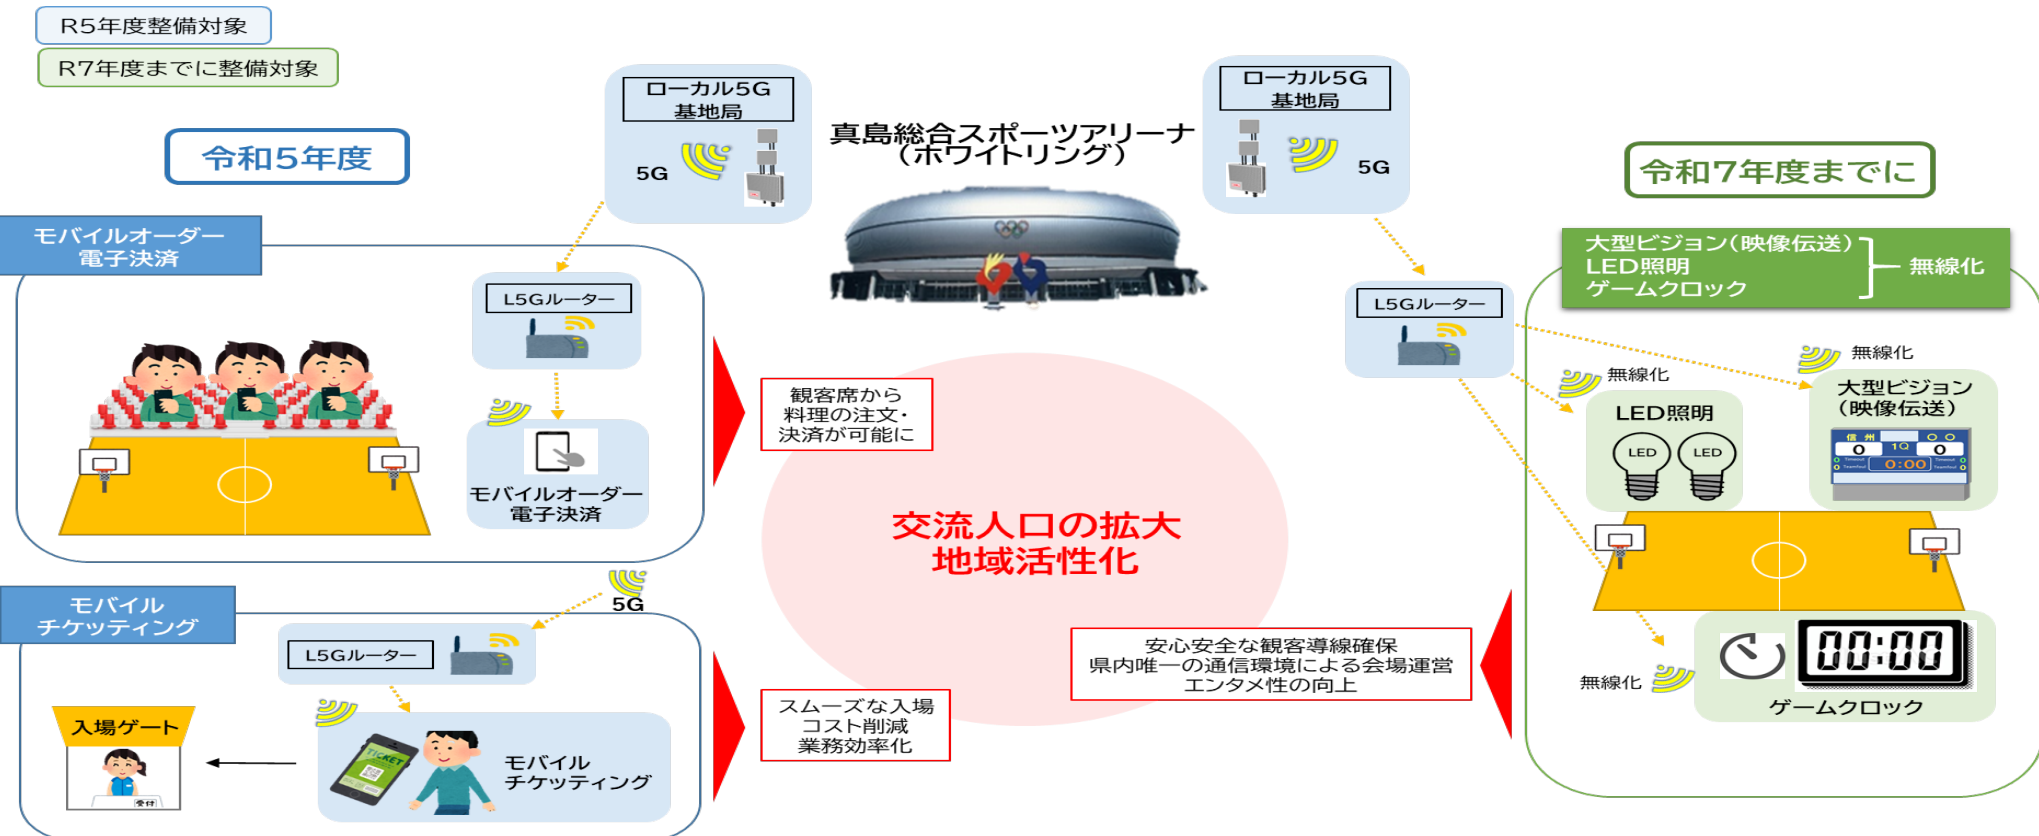 R5年度整備対象
R7年度までに整備対象
令和5年度
ローカル5G
基地局
5G
真島総合スポーツアリーナ
（ホワイトリング）
ローカル5G
基地局
5G
令和7年度までに
モバイルオーダー
電子決済
L5Gルーター
モバイルオーダー
電子決済
観客席から
料理の注文・
決済が可能に
大型ビジョン（映像伝送）
LED照明
ゲームクロック
無線化
L5Gルーター
無線化
無線化
LED照明
LED
LED
大型ビジョン
（映像伝送）
信州
0
1Q
0
0:00
Timeout
Timeout
交流人口の拡大
地域活性化
モバイル
チケッティング
5G
L5Gルーター
入場ゲート
受付
TICKET
モバイル
チケッティング
スムーズな入場
コスト削減
業務効率化
安心安全な観客導線確保
県内唯一の通信環境による会場運営
エンタメ性の向上
無線化
00:00
ゲームクロック